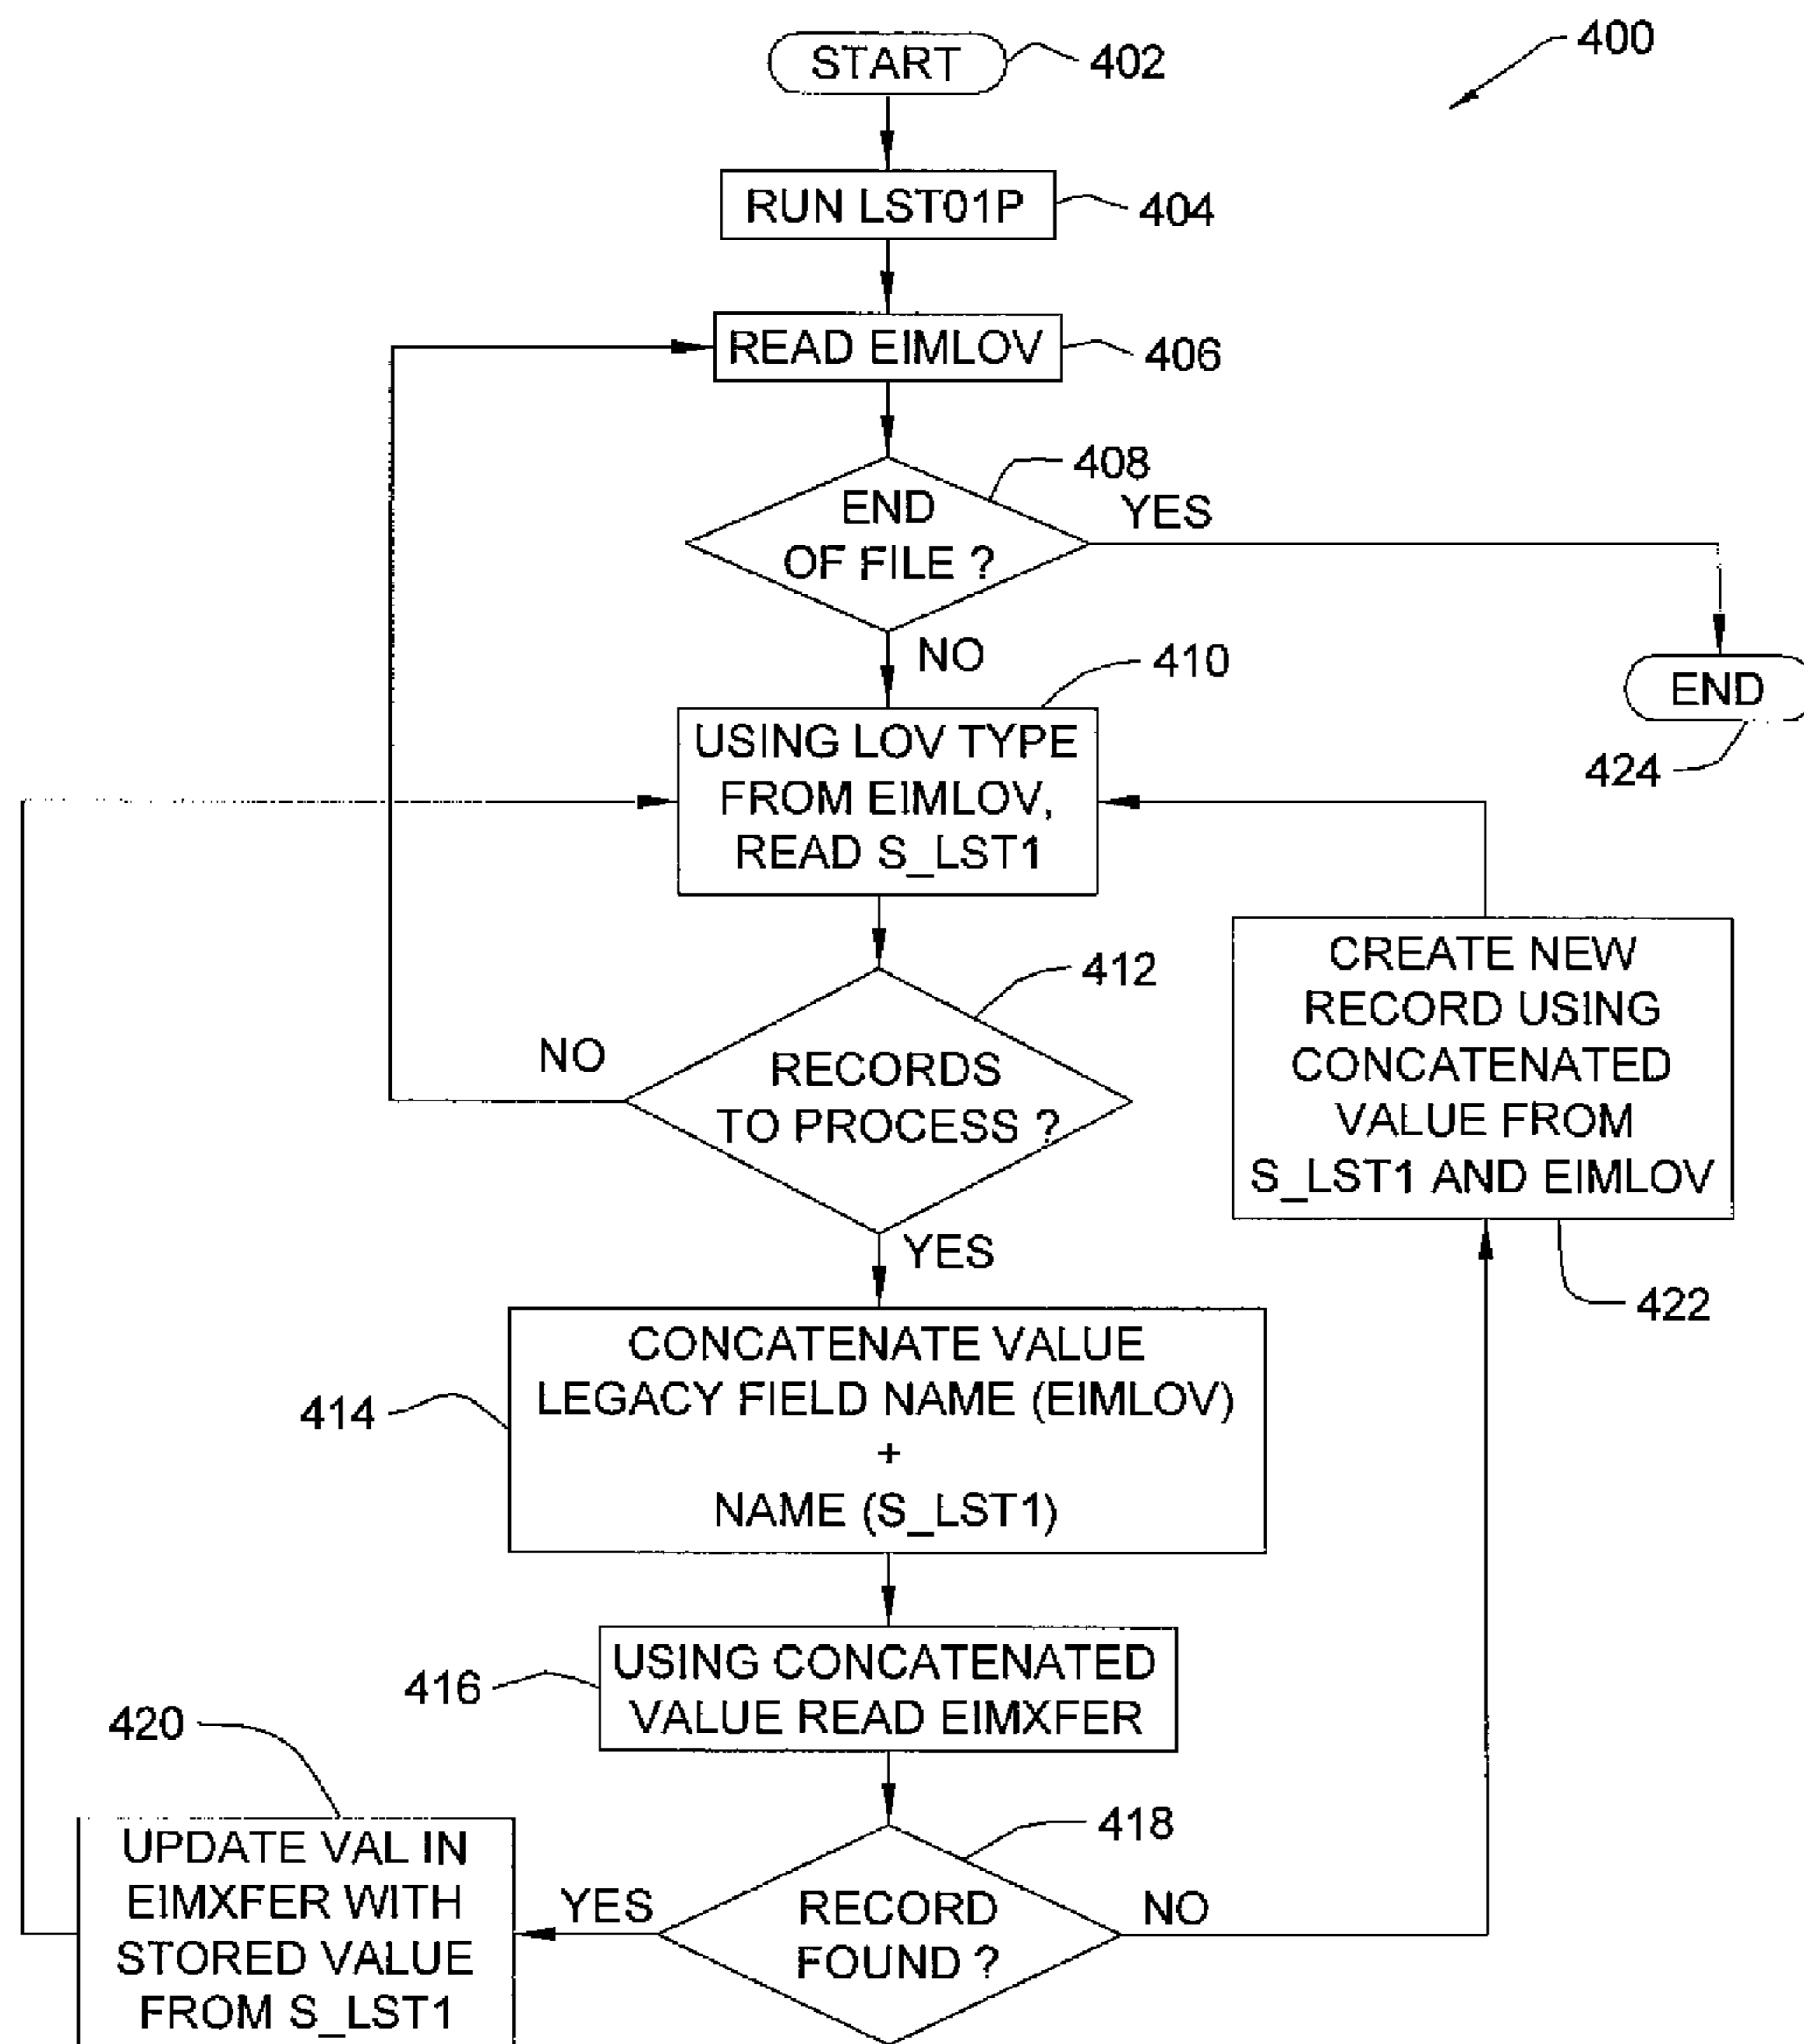 400
START
402
RUN LST01P
404
READ EIMLOV
406
408
END
OF FILE ?
YES
NO
410
END
424
USING LOV TYPE
FROM EIMLOV,
READ S_LST1
412
NO
RECORDS
TO PROCESS ?
YES
CREATE NEW
RECORD USING
CONCATENATED
VALUE FROM
S_LST1 AND EIMLOV
422
414
CONCATENATE VALUE
LEGACY FIELD NAME (EIMLOV)
+
NAME (S_LST1)
416
USING CONCATENATED
VALUE READ EIMXFER
420
418
UPDATE VAL IN
EIMXFER WITH
STORED VALUE
FROM S_LST1
YES
RECORD
FOUND ?
NO